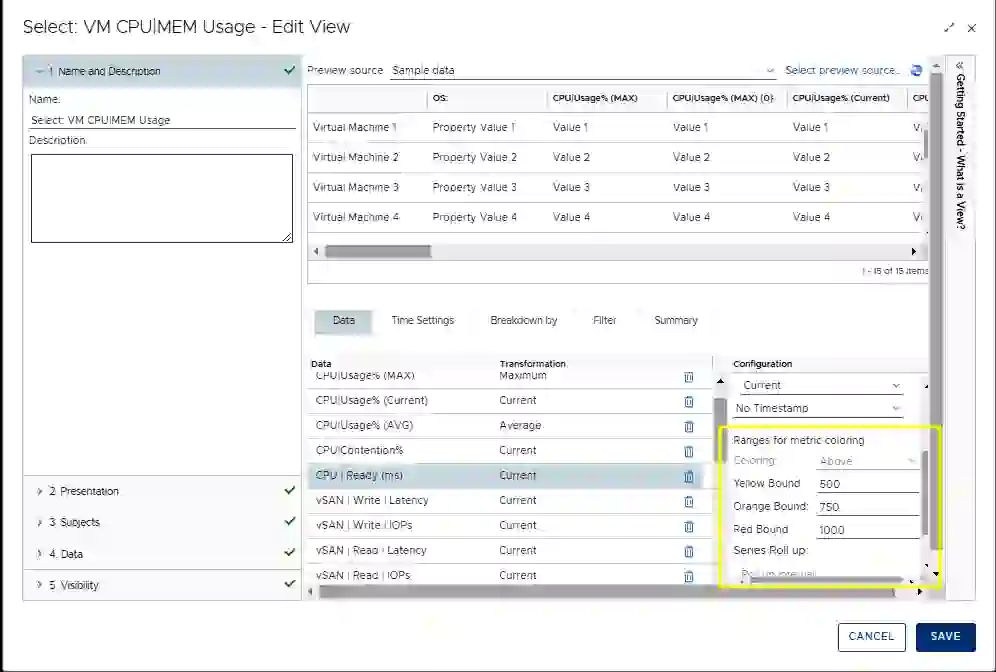 Select: VM CPU|MEM Usage - Edit View
1 Name and Description
Name:
Select: VM CPU|MEM Usage
Description:
2 Presentation
3 Subjects
4 Data
5 Visibility
Preview source Sample data Select preview source...
OS: CPU|Usage% (MAX) CPU|Usage% (MAX) (0) CPU|Usage% (Current)
Virtual Machine 1 Property Value 1 Value 1 Value 1 Value 1
Virtual Machine 2 Property Value 2 Value 2 Value 2 Value 2
Virtual Machine 3 Property Value 3 Value 3 Value 3 Value 3
Virtual Machine 4 Property Value 4 Value 4 Value 4 Value 4
1 - 15 of 15 items
Data Time Settings Breakdown by Filter Summary
Data Transformation
CPU|Usage% (MAX) Maximum
CPU|Usage% (Current) Current
CPU|Usage% (AVG) Average
CPU|Contention% Current
CPU | Ready (ms) Current
vSAN | Write | Latency Current
vSAN | Write | IOPs Current
vSAN | Read | Latency Current
vSAN | Read | IOPs Current
Configuration
Current
No Timestamp
Ranges for metric coloring
Coloring: Above
Yellow Bound 500
Orange Bound: 750
Red Bound 1000
Series Roll up:
Roll up interval
Getting Started - What is a View?
CANCEL SAVE